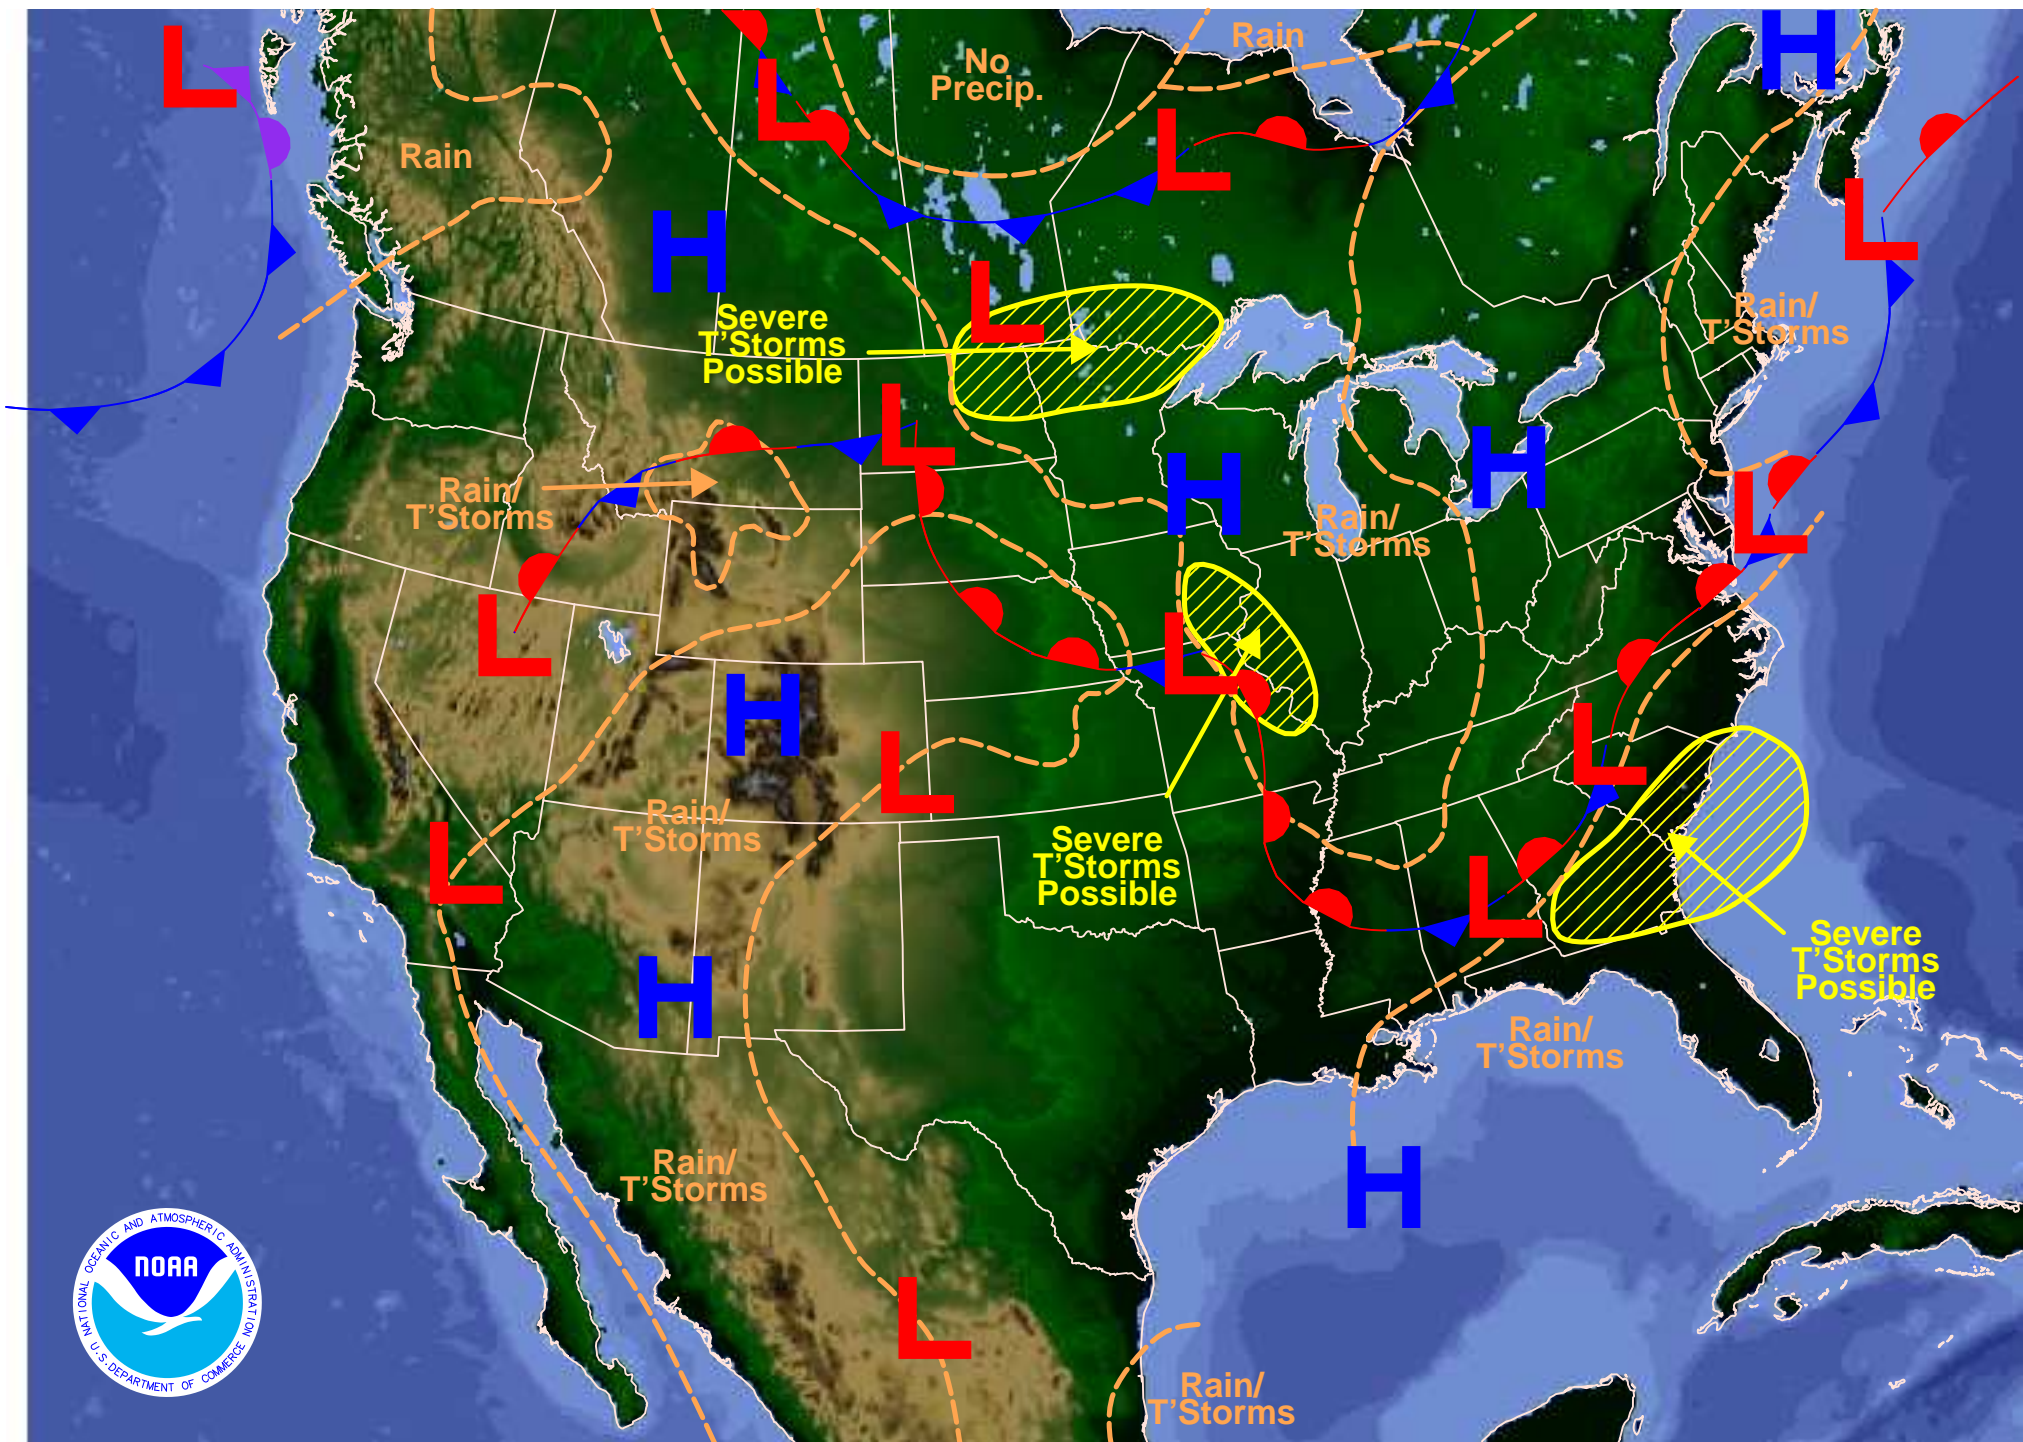 L
H
Rain
No
Precip.
L
L
Rain
L
H
L
Severe
T'Storms
Possible
L
Rain/
T'Storms
L
H
H
Rain/
T'Storms
Rain/
T'Storms
L
L
L
H
L
L
Rain/
T'Storms
L
Severe
T'Storms
Possible
L
H
Severe
T'Storms
Possible
Rain/
T'Storms
Rain/
T'Storms
H
L
Rain/
T'Storms
NATIONAL OCEANIC AND ATMOSPHERIC ADMINISTRATION
NOAA
U.S. DEPARTMENT OF COMMERCE